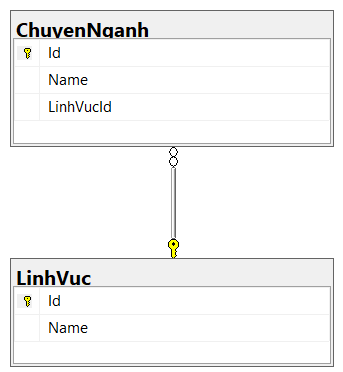 ChuyenNganh
Id
Name
LinhVucId
LinhVuc
Id
Name